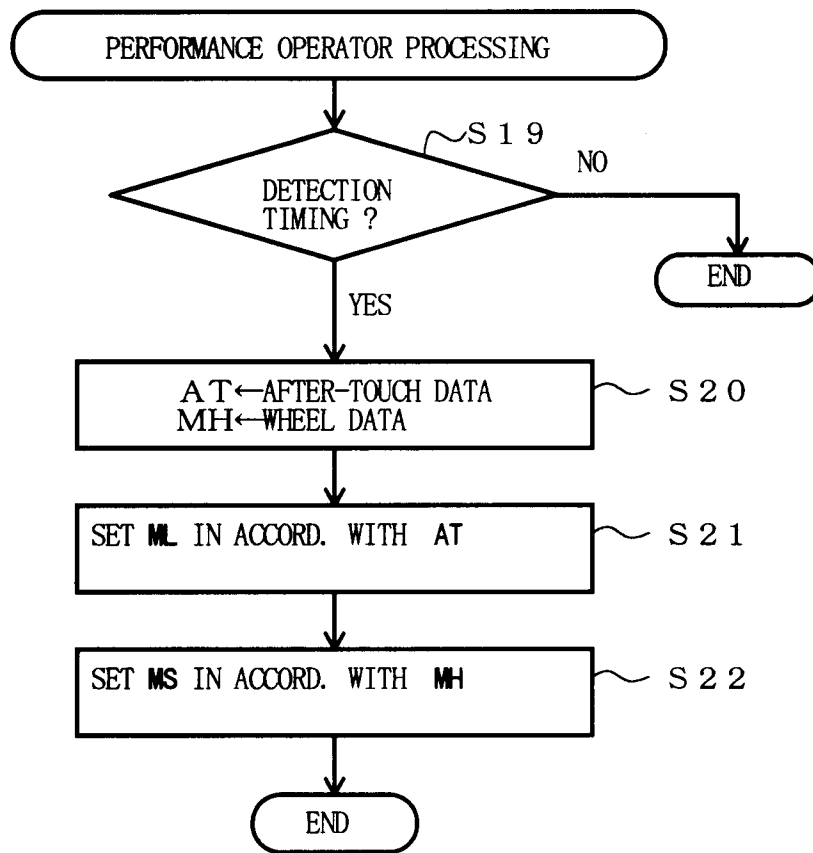 PERFORMANCE OPERATOR PROCESSING
S19
NO
DETECTION
TIMING ?
END
YES
AT←AFTER-TOUCH DATA
S20
MH←WHEEL DATA
SET ML IN ACCORD. WITH AT
S21
SET MS IN ACCORD. WITH MH
S22
END